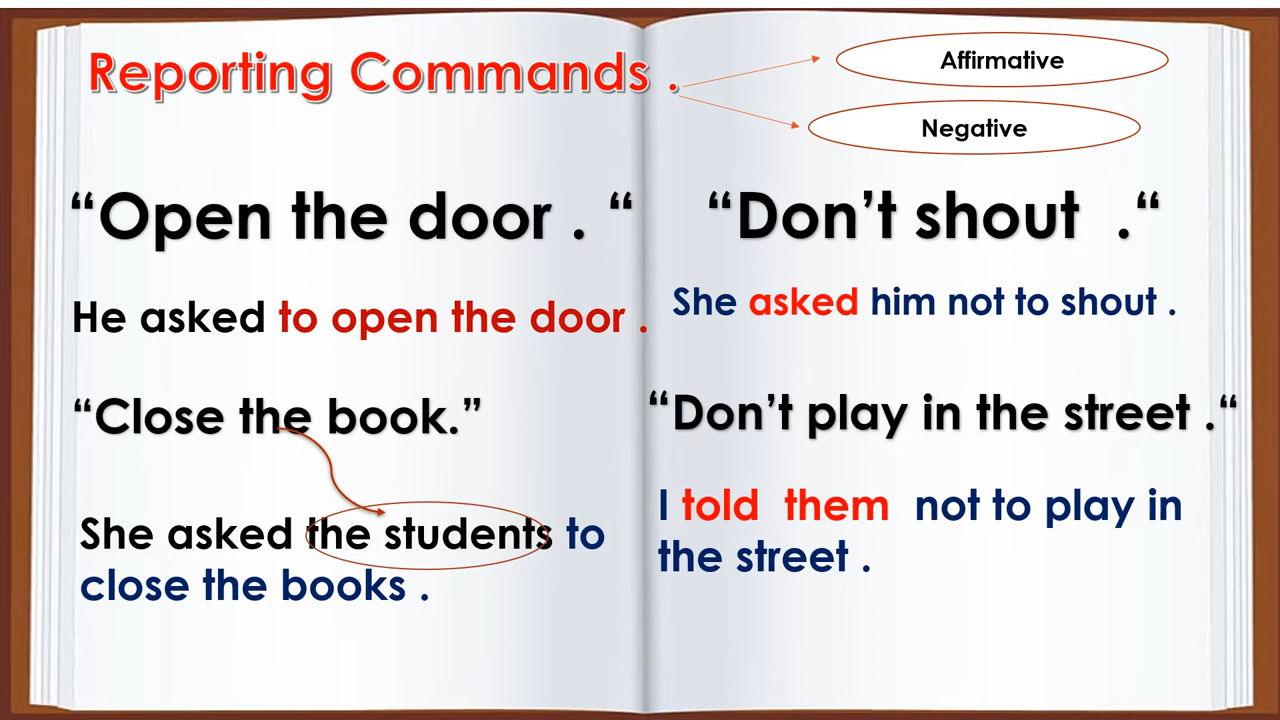 Reporting Commands .
Affirmative
Negative
“Open the door . “
He asked to open the door .
“Close the book.”
She asked the students to
close the books .
“Don’t shout .“
She asked him not to shout .
“Don’t play in the street .“
I told them not to play in
the street .